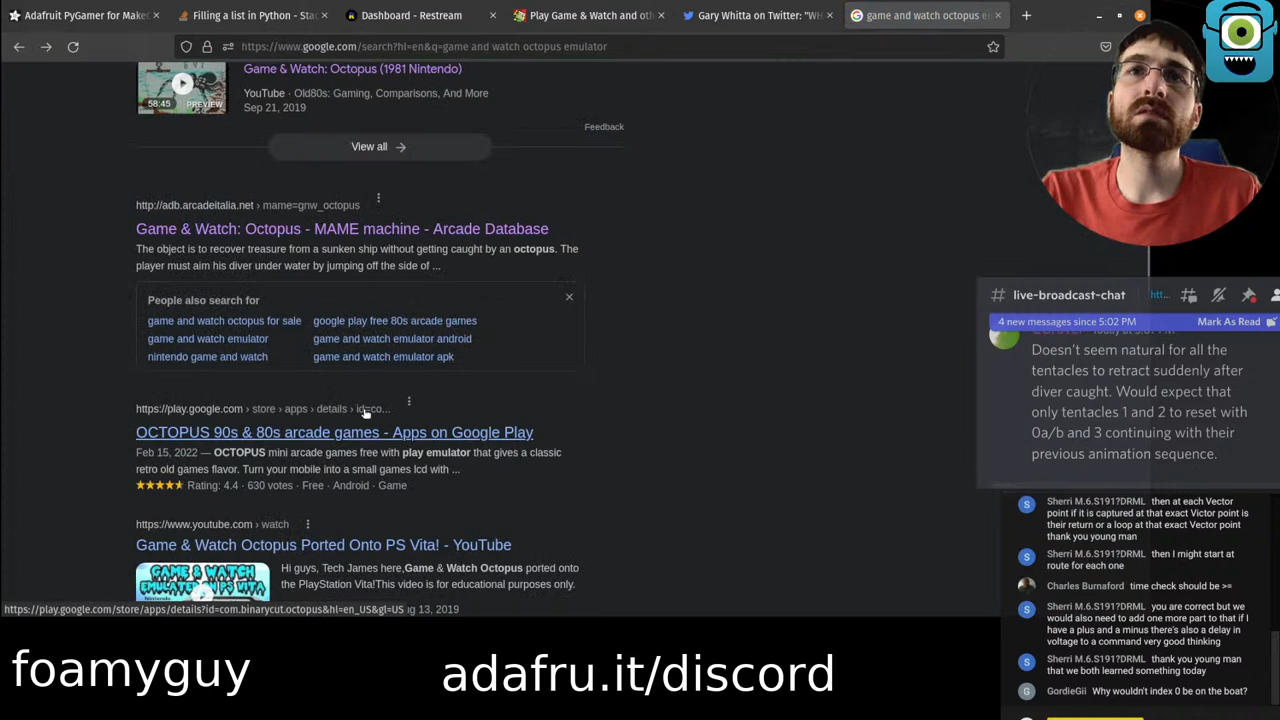 Adafruit PyGamer for MakeC
Filling a list in Python - Stac
Dashboard - Restream
Play Game & Watch and oth
Gary Whitta on Twitter: "WH
game and watch octopus em
https://www.google.com/search?hl=en&q=game and watch octopus emulator
58:45
PREVIEW
Game & Watch: Octopus (1981 Nintendo)
YouTube · Old80s: Gaming, Comparisons, And More
Sep 21, 2019
Feedback
View all
http://adb.arcadeitalia.net › mame=gnw_octopus
Game & Watch: Octopus - MAME machine - Arcade Database
The object is to recover treasure from a sunken ship without getting caught by an octopus. The
player must aim his diver under water by jumping off the side of ...
People also search for
game and watch octopus for sale
google play free 80s arcade games
game and watch emulator
game and watch emulator android
nintendo game and watch
game and watch emulator apk
https://play.google.com › store › apps › details › id=co...
OCTOPUS 90s & 80s arcade games - Apps on Google Play
Feb 15, 2022 — OCTOPUS mini arcade games free with play emulator that gives a classic
retro old games flavor. Turn your mobile into a small games lcd with ...
Rating: 4.4 · 630 votes · Free · Android · Game
https://www.youtube.com › watch
Game & Watch Octopus Ported Onto PS Vita! - YouTube
Hi guys, Tech James here,Game & Watch Octopus ported
onto the PlayStation Vita!This video is for educational purposes only.
GAME & WATCH
https://play.google.com/store/apps/details?id=com.binarycut.octopus&hl=en_US&gl=US
ug 13, 2019
# live-broadcast-chat
htt...
4 new messages since 5:02 PM
Mark As Read
Doesn't seem natural for all the
tentacles to retract suddenly after
diver caught. Would expect that
only tentacles 1 and 2 to reset with
0a/b and 3 continuing with their
previous animation sequence.
Sherri M.6.S191?DRML then at each Vector
point if it is captured at that exact Victor point is
their return or a loop at that exact Vector point
thank you young man
Sherri M.6.S191?DRML then I might start at
route for each one
Charles Burnaford time check should be >=
Sherri M.6.S191?DRML you are correct but we
would also need to add one more part to that if I
have a plus and a minus there's also a delay in
voltage to a command very good thinking
Sherri M.6.S191?DRML thank you young man
that we both learned something today
GordieGii Why wouldn't index 0 be on the boat?
foamyguy
adafru.it/discord